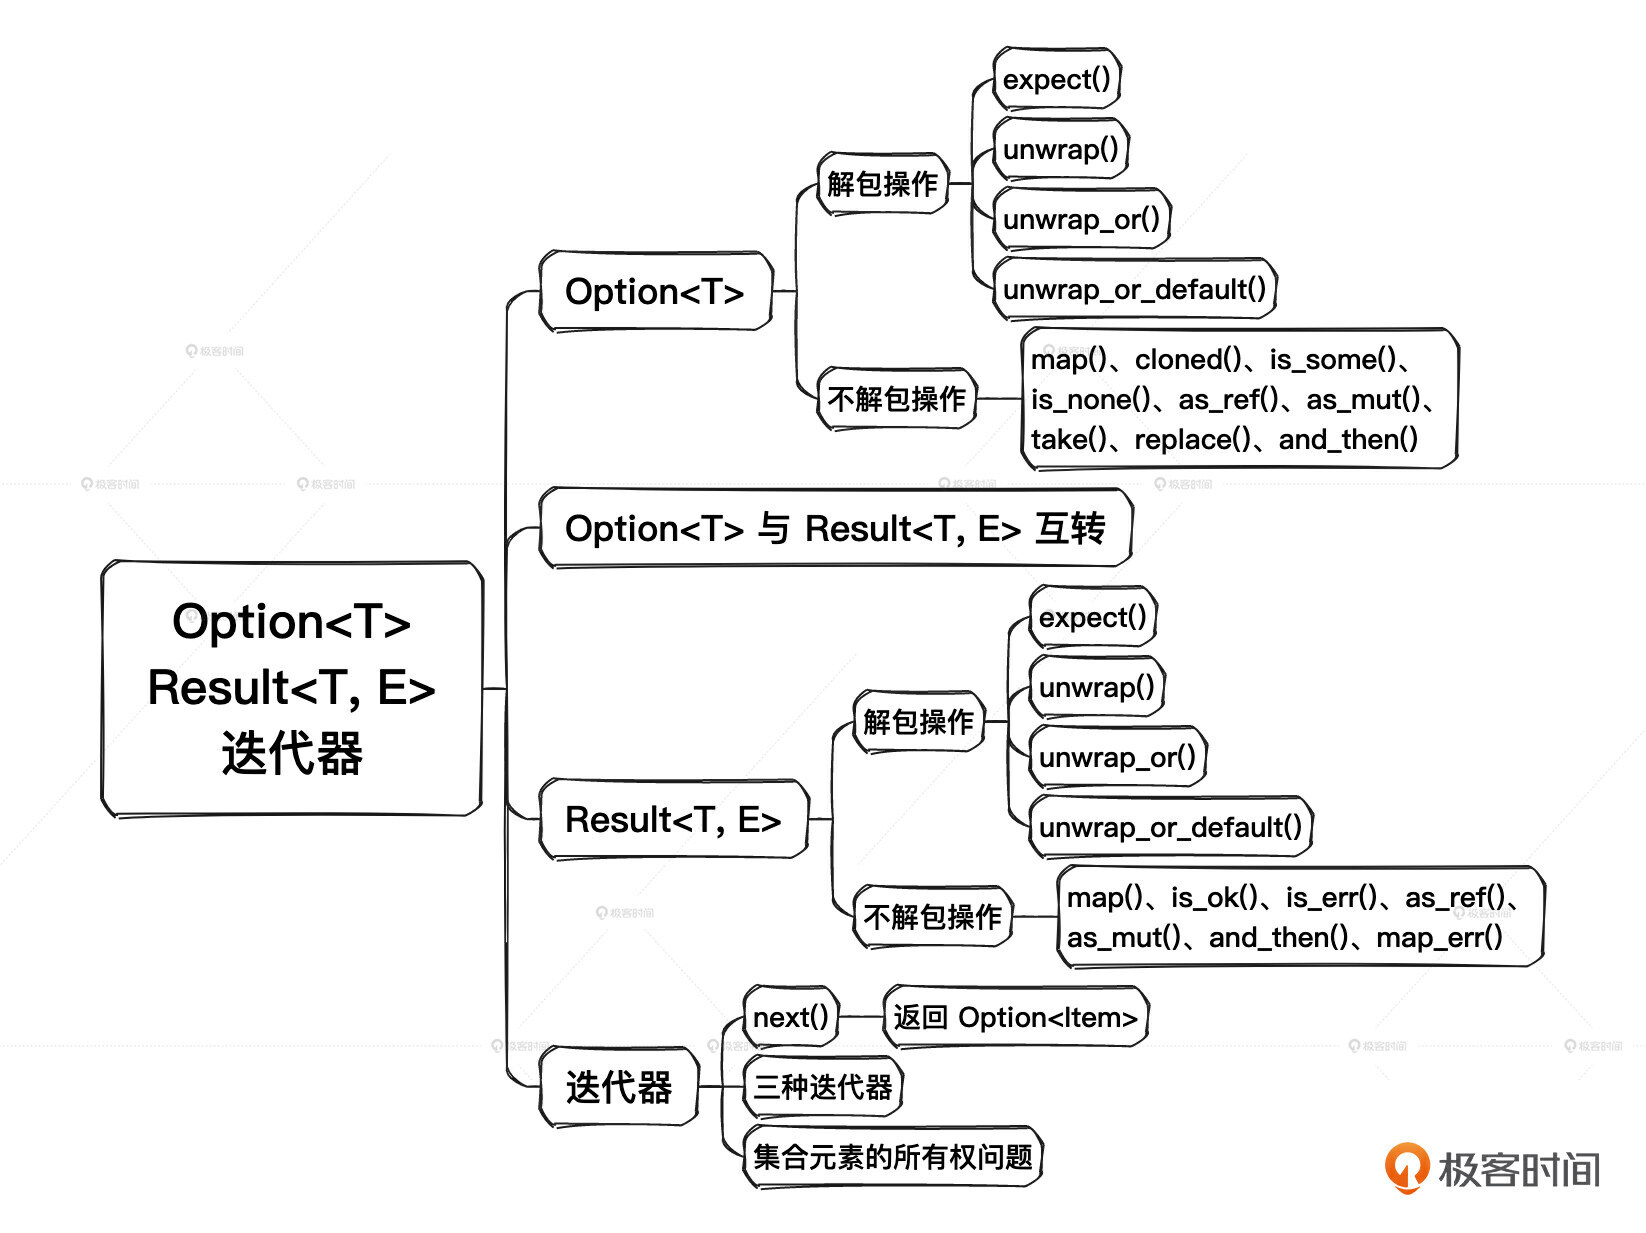 Option<T>
Result<T, E>
迭代器
Option<T>
解包操作
expect()
unwrap()
unwrap_or()
unwrap_or_default()
不解包操作
map()、cloned()、is_some()、
is_none()、as_ref()、as_mut()、
take()、replace()、and_then()
Option<T> 与 Result<T, E> 互转
Result<T, E>
解包操作
expect()
unwrap()
unwrap_or()
unwrap_or_default()
不解包操作
map()、is_ok()、is_err()、as_ref()、
as_mut()、and_then()、map_err()
迭代器
next()
返回 Option<Item>
三种迭代器
集合元素的所有权问题
极客时间